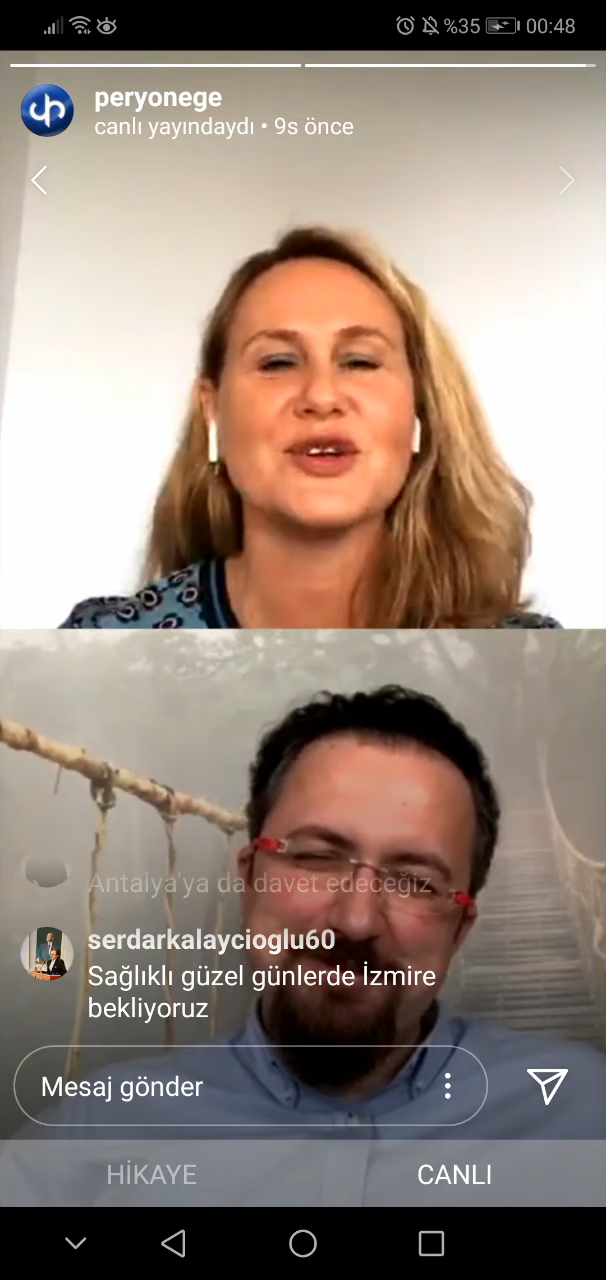 %35 00:48
peryonege
canlı yayındaydı • 9s önce
Antalya'ya da davet edeceğiz
serdarkalaycioglu60
Sağlıklı güzel günlerde İzmire
bekliyoruz
Mesaj gönder
HİKAYE CANLI